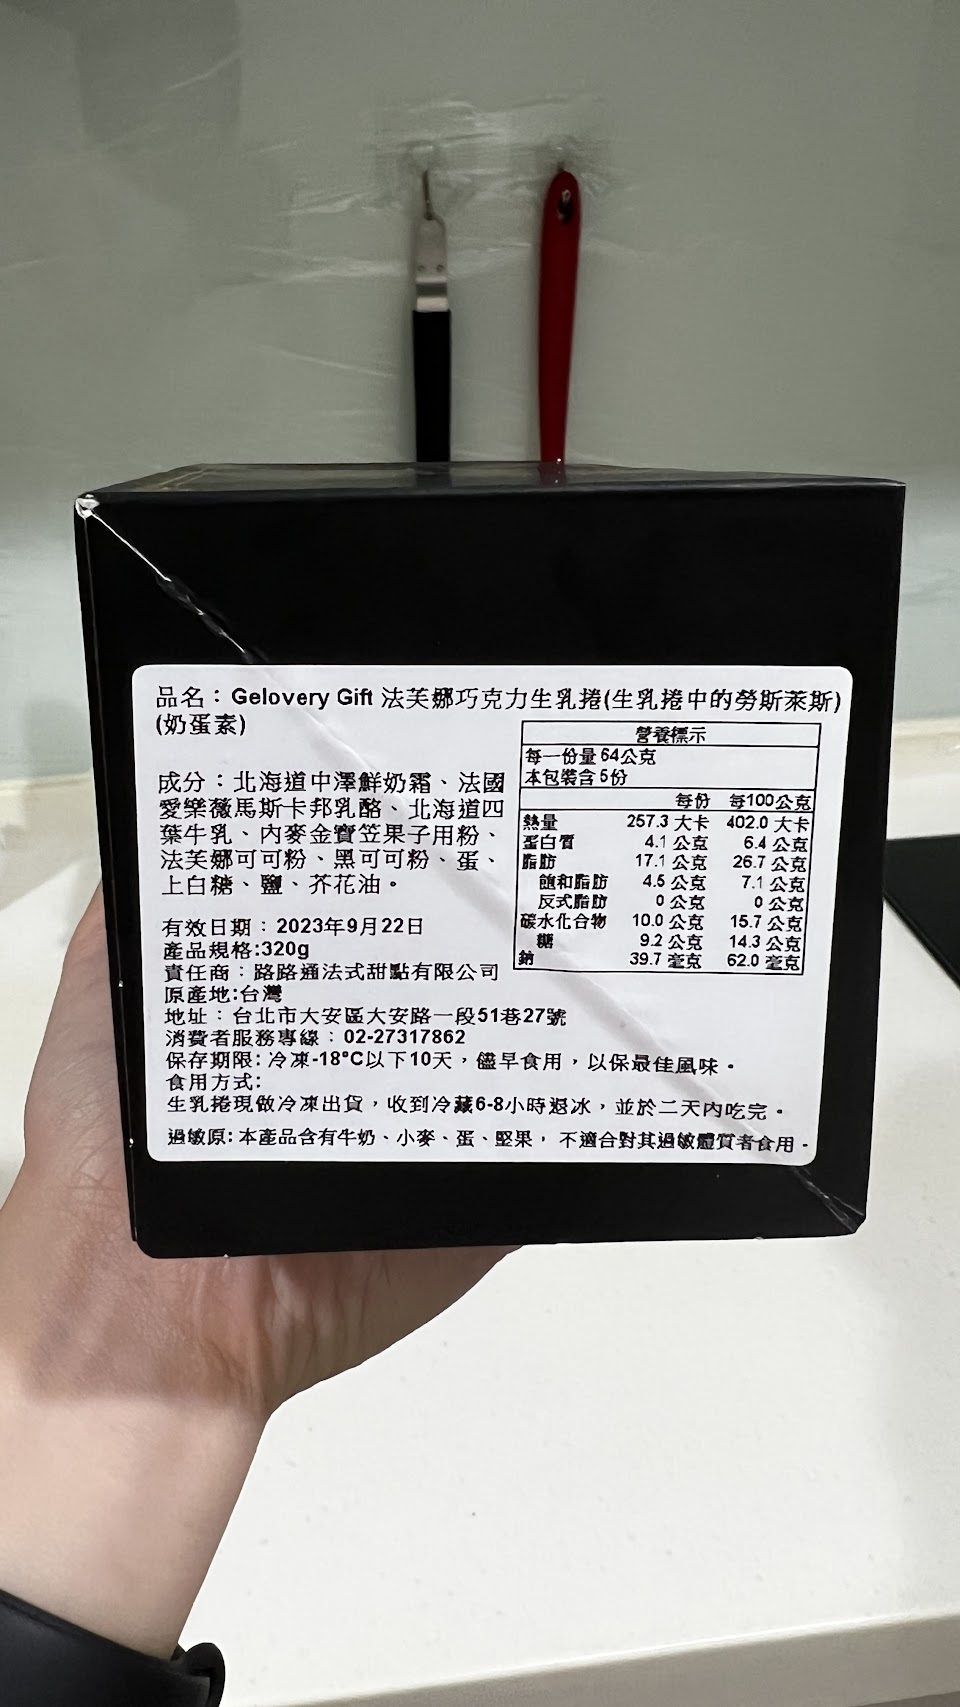 品名：Gelovery Gift 法芙娜巧克力生乳捲(生乳捲中的勞斯萊斯)
(奶蛋素)
成分：北海道中澤鮮奶霜、法國
愛樂薇馬斯卡邦乳酪、北海道四
葉牛乳、內麥金寶笠果子用粉、
法芙娜可可粉、黑可可粉、蛋、
上白糖、鹽、芥花油。
營養標示
每一份量 64公克
本包裝含 5份
每份 每100公克
熱量 257.3 大卡 402.0 大卡
蛋白質 4.1 公克 6.4 公克
脂肪 17.1 公克 26.7 公克
飽和脂肪 4.5 公克 7.1 公克
反式脂肪 0 公克 0 公克
碳水化合物 10.0 公克 15.7 公克
糖 9.2 公克 14.3 公克
鈉 39.7 毫克 62.0 毫克
有效日期：2023年9月22日
產品規格:320g
責任商：路路通法式甜點有限公司
原產地:台灣
地址：台北市大安區大安路一段51巷27號
消費者服務專線：02-27317862
保存期限: 冷凍-18°C以下10天，儘早食用，以保最佳風味。
食用方式:
生乳捲現做冷凍出貨，收到冷藏6-8小時退冰，並於二天內吃完。
過敏原: 本產品含有牛奶、小麥、蛋、堅果， 不適合對其過敏體質者食用。